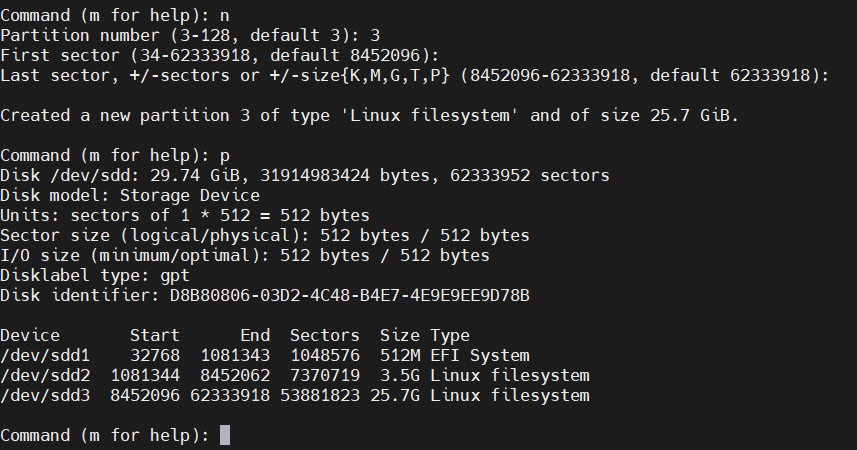 Command (m for help): n
Partition number (3-128, default 3): 3
First sector (34-62333918, default 8452096):
Last sector, +/-sectors or +/-size{K,M,G,T,P} (8452096-62333918, default 62333918):
Created a new partition 3 of type 'Linux filesystem' and of size 25.7 GiB.
Command (m for help): p
Disk /dev/sdd: 29.74 GiB, 31914983424 bytes, 62333952 sectors
Disk model: Storage Device
Units: sectors of 1 * 512 = 512 bytes
Sector size (logical/physical): 512 bytes / 512 bytes
I/O size (minimum/optimal): 512 bytes / 512 bytes
Disklabel type: gpt
Disk identifier: D8B80806-03D2-4C48-B4E7-4E9E9EE9D78B
Device       Start      End  Sectors  Size Type
/dev/sdd1    32768  1081343  1048576  512M EFI System
/dev/sdd2  1081344  8452062  7370719  3.5G Linux filesystem
/dev/sdd3  8452096 62333918 53881823 25.7G Linux filesystem
Command (m for help):